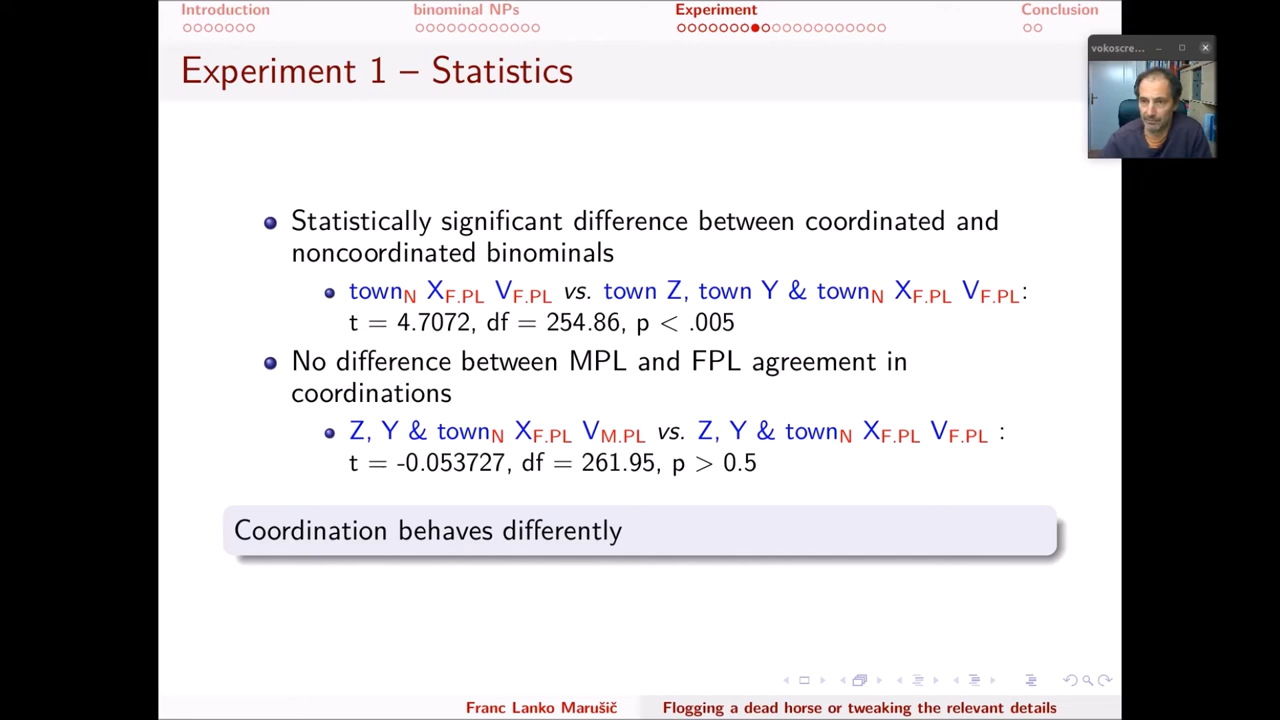 Introduction binominal NPs Experiment Conclusion
vokoscre...
Experiment 1 – Statistics
Statistically significant difference between coordinated and
noncoordinated binominals
townN XF.PL VF.PL vs. town Z, town Y & townN XF.PL VF.PL:
t = 4.7072, df = 254.86, p < .005
No difference between MPL and FPL agreement in
coordinations
Z, Y & townN XF.PL VM.PL vs. Z, Y & townN XF.PL VF.PL :
t = -0.053727, df = 261.95, p > 0.5
Coordination behaves differently
Franc Lanko Marušič Flogging a dead horse or tweaking the relevant details